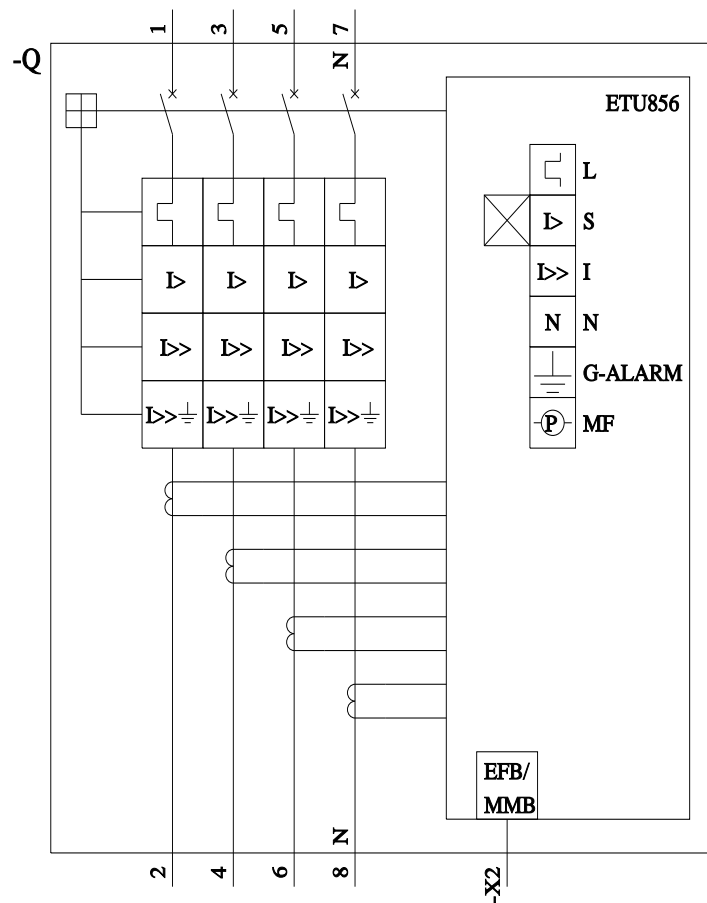 1 3 5 7
-Q
N
ETU856
L
I> S
I> I> I> I>
I>> I
I>> I>> I>> I>>
N N
G-ALARM
I>> I>> I>> I>>
P MF
EFB/
MMB
N
2 4 6 8
-X2